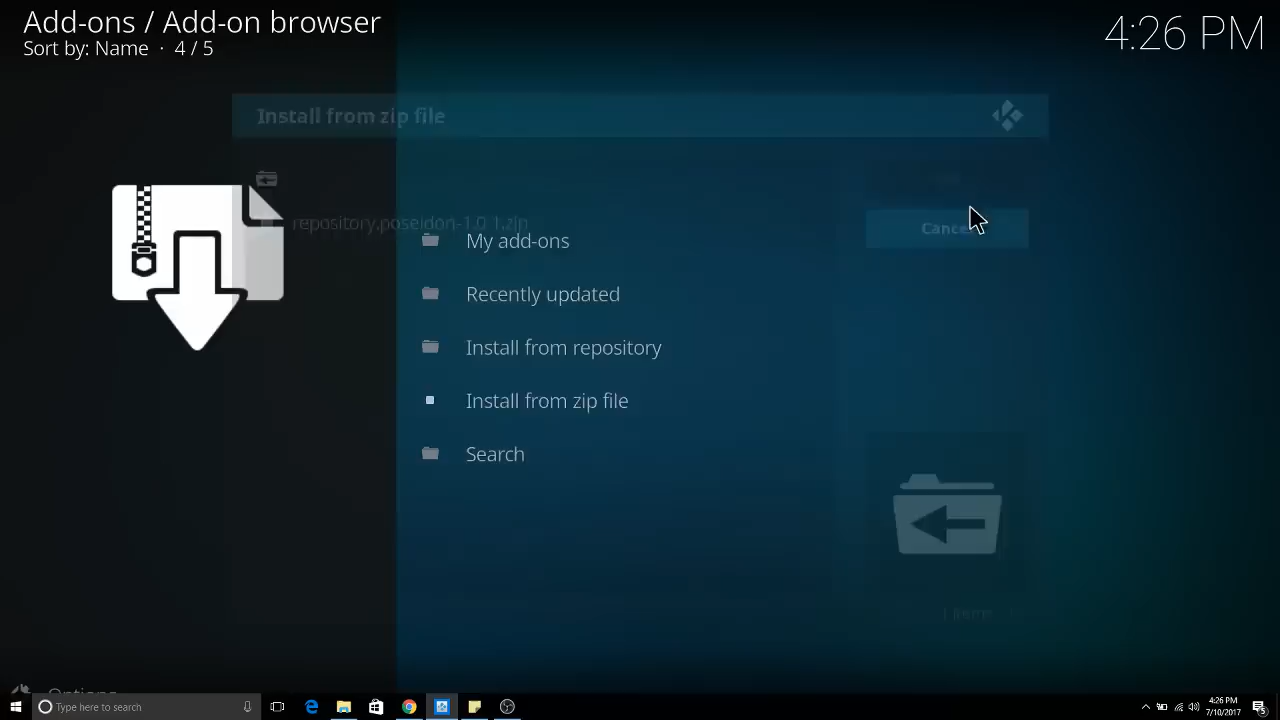 Add-ons / Add-on browser
Sort by: Name · 4 / 5
4:26 PM
Install from zip file
repository.poseidon-1.0.1.zip
Cancel
My add-ons
Recently updated
Install from repository
Install from zip file
Search
Options
Type here to search
4:26 PM
7/10/2017